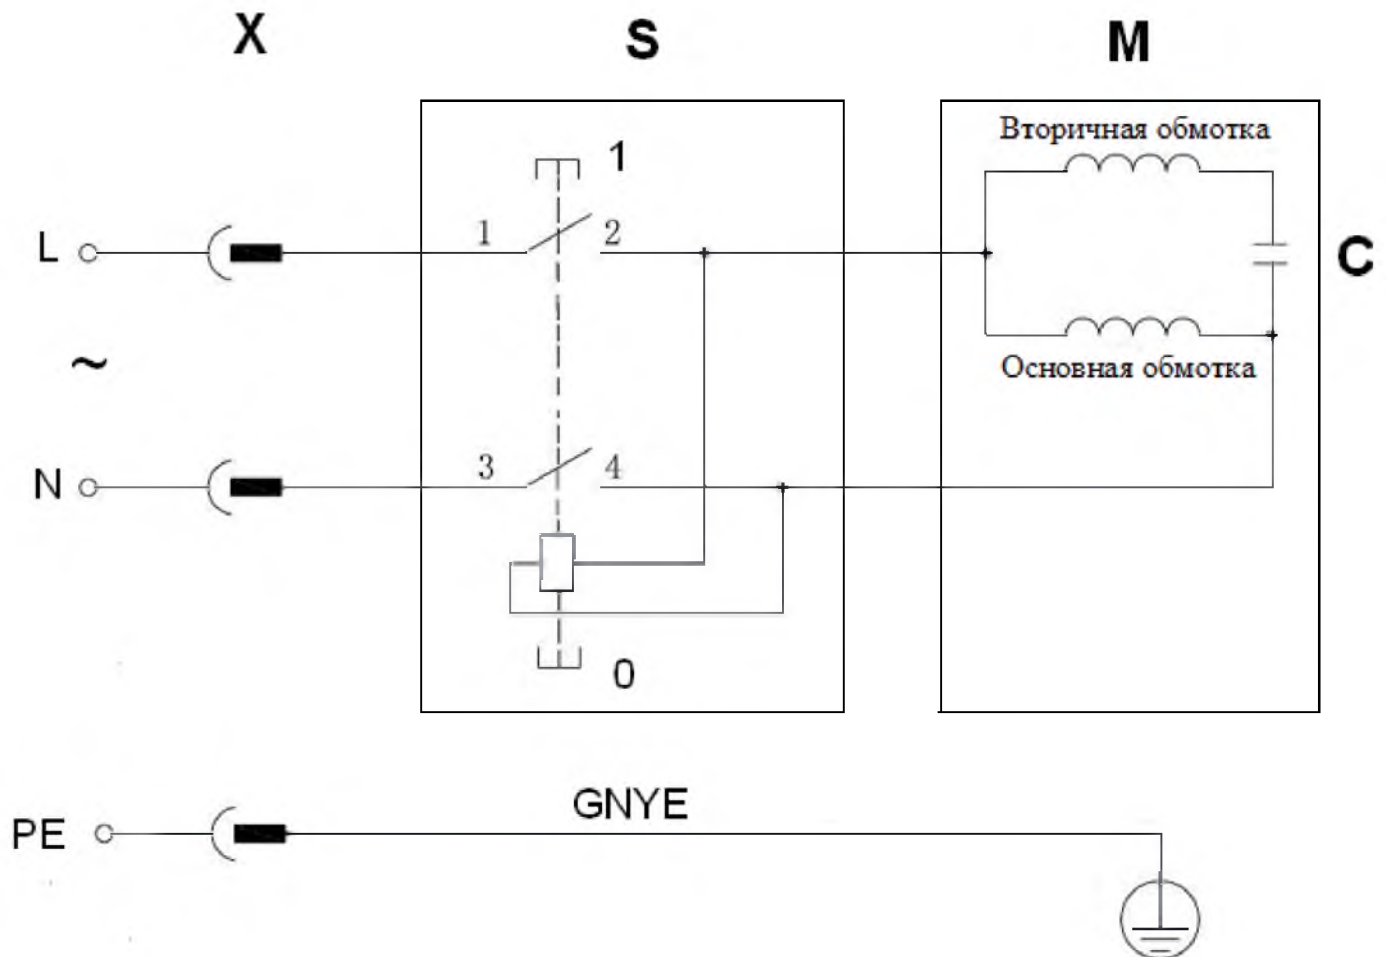 X S M
Вторичная обмотка
1
L 1 2 C
~
Основная обмотка
N 3 4
0
GNYE
PE